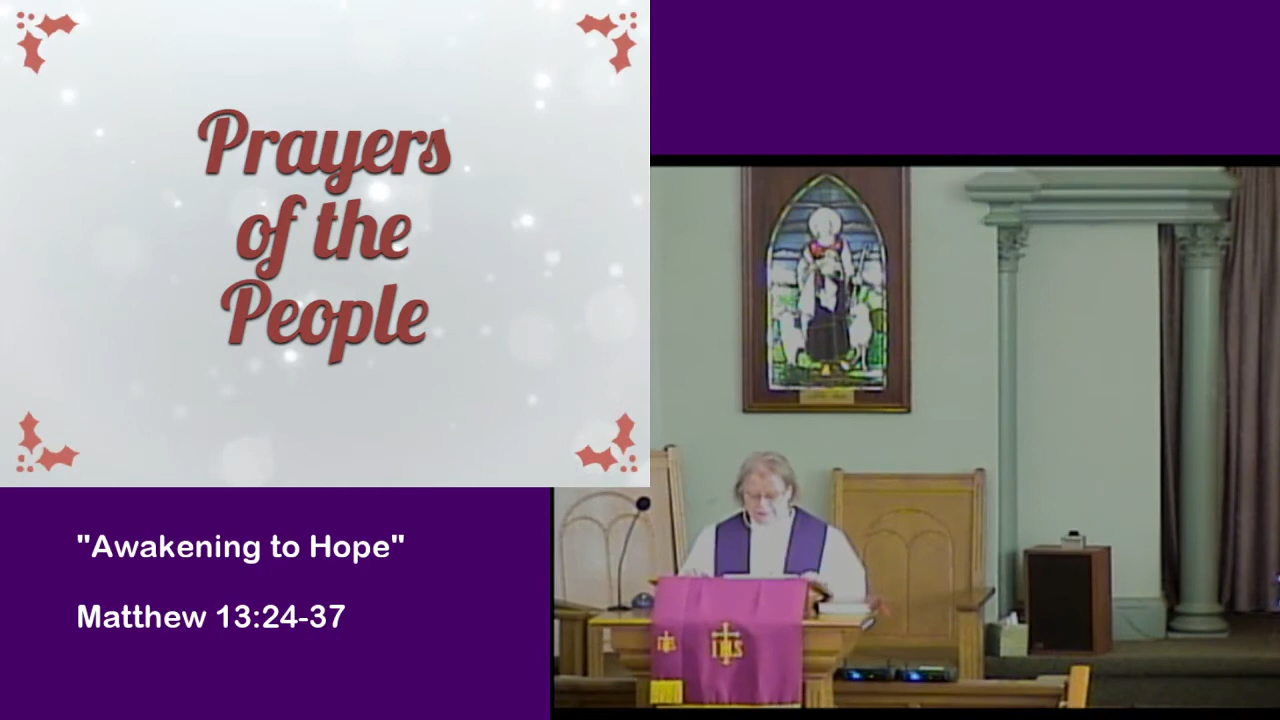 Prayers
of the
People
"Awakening to Hope"
Matthew 13:24-37
IHS